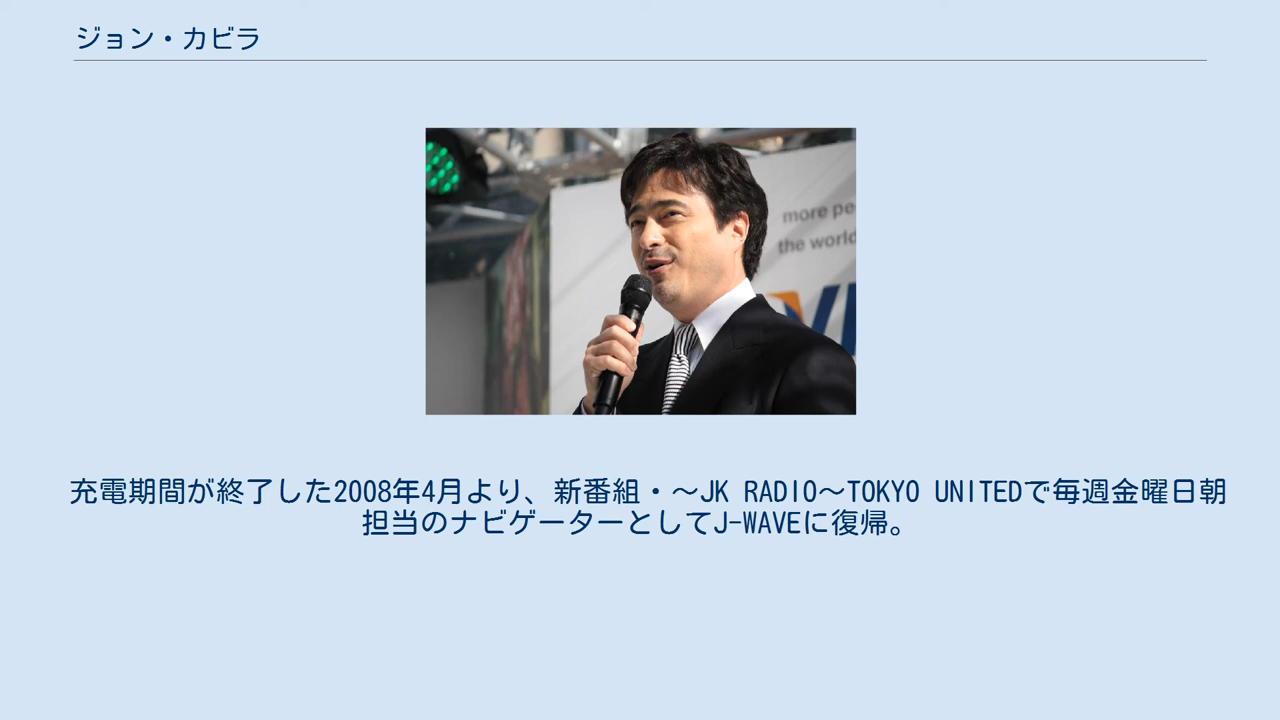 ジョン・カビラ
more pe
the world
充電期間が終了した2008年4月より、新番組・～JK RADIO～TOKYO UNITEDで毎週金曜日朝
担当のナビゲーターとしてJ-WAVEに復帰。